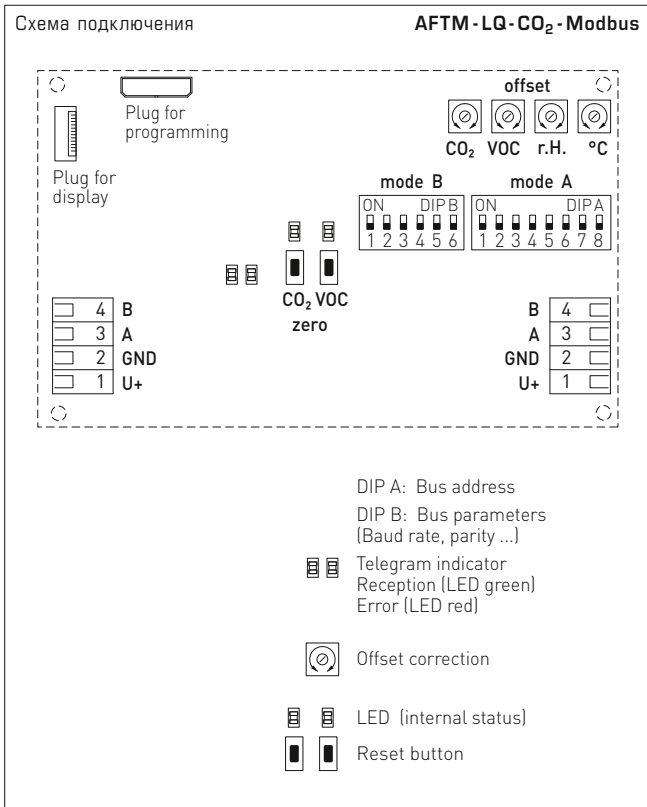 Схема подключения
AFTM-LQ-CO₂-Modbus
offset
Plug for
programming
CO₂ VOC r.H. °C
Plug for
display
mode B
mode A
ON DIP B
1 2 3 4 5 6
ON DIP A
1 2 3 4 5 6 7 8
CO₂ VOC
zero
4 B
3 A
2 GND
1 U+
B 4
A 3
GND 2
U+ 1
DIP A: Bus address
DIP B: Bus parameters
(Baud rate, parity ...)
Telegram indicator
Reception (LED green)
Error (LED red)
Offset correction
LED (internal status)
Reset button